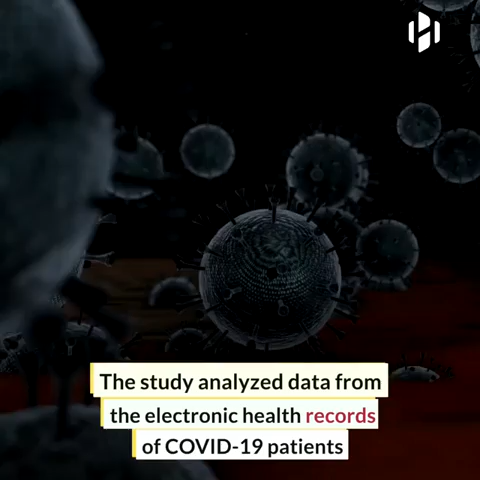 The study analyzed data from
the electronic health records
of COVID-19 patients